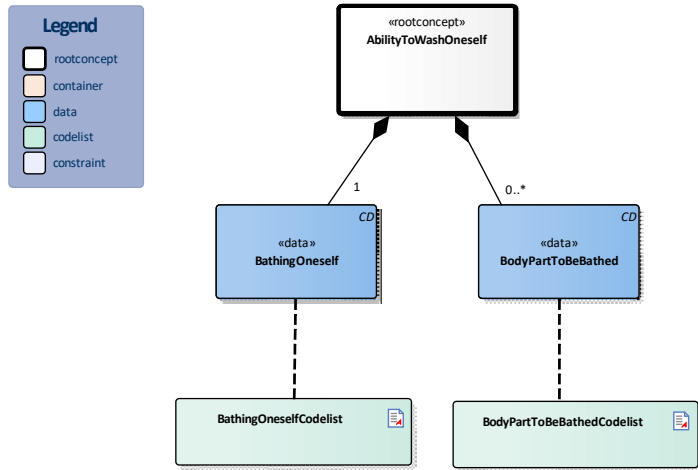 Legend
rootconcept
container
data
codelist
constraint
«rootconcept»
AbilityToWashOneself
1
0..*
CD
«data»
BathingOneself
CD
«data»
BodyPartToBeBathed
BathingOneselfCodelist
BodyPartToBeBathedCodelist